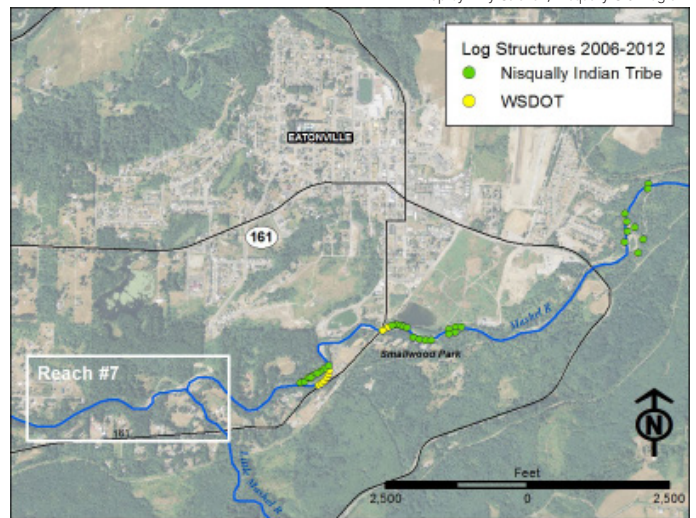 Log Structures 2006-2012
Nisqually Indian Tribe
WSDOT
EATONVILLE
161
Mashel R
Smallwood Park
Reach #7
161
Little Mashel R
N
Feet
2,500 0 2,500